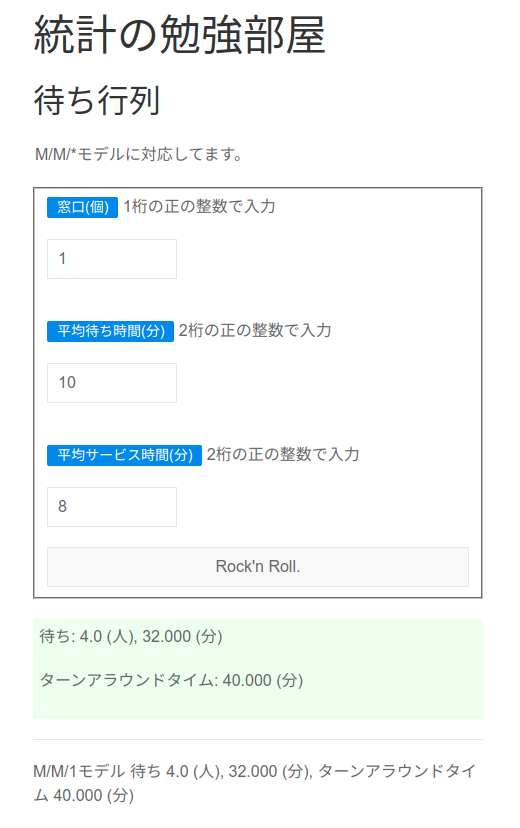 統計の勉強部屋
待ち行列
M/M/*モデルに対応してます。
窓口(個) 1桁の正の整数で入力
1
平均待ち時間(分) 2桁の正の整数で入力
10
平均サービス時間(分) 2桁の正の整数で入力
8
Rock'n Roll.
待ち: 4.0 (人), 32.000 (分)
ターンアラウンドタイム: 40.000 (分)
M/M/1モデル 待ち 4.0 (人), 32.000 (分), ターンアラウンドタイ
ム 40.000 (分)